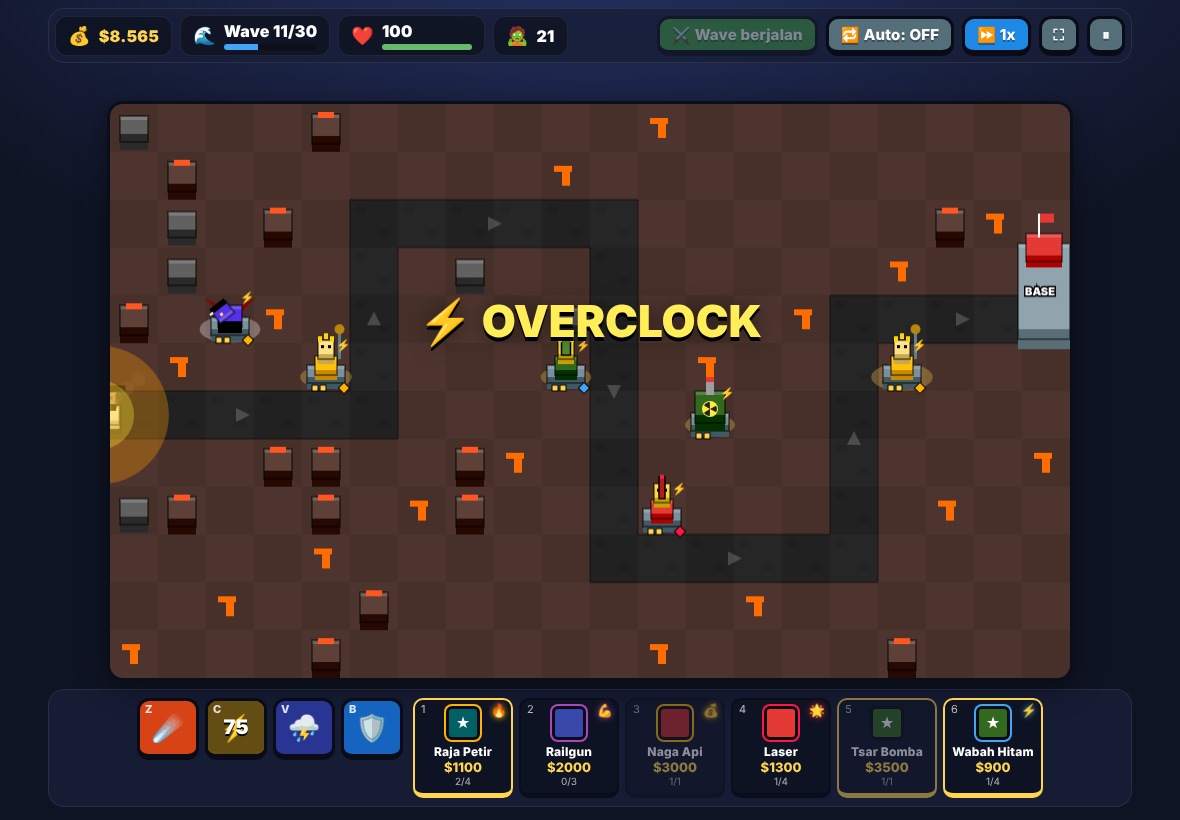 $8.565
Wave 11/30
100
21
Wave berjalan
Auto: OFF
1x
BASE
OVERCLOCK
Z
C
75
V
B
1
Raja Petir
$1100
2/4
2
Railgun
$2000
0/3
3
Naga Api
$3000
1/1
4
Laser
$1300
1/4
5
Tsar Bomba
$3500
1/1
6
Wabah Hitam
$900
1/4